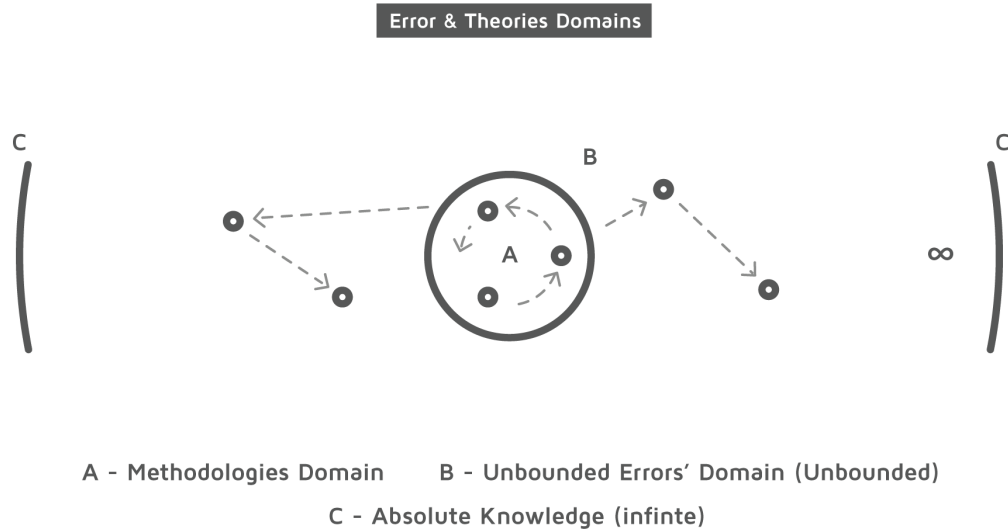 Error & Theories Domains
C
C
B
A
∞
A - Methodologies Domain
B - Unbounded Errors’ Domain (Unbounded)
C - Absolute Knowledge (infinte)